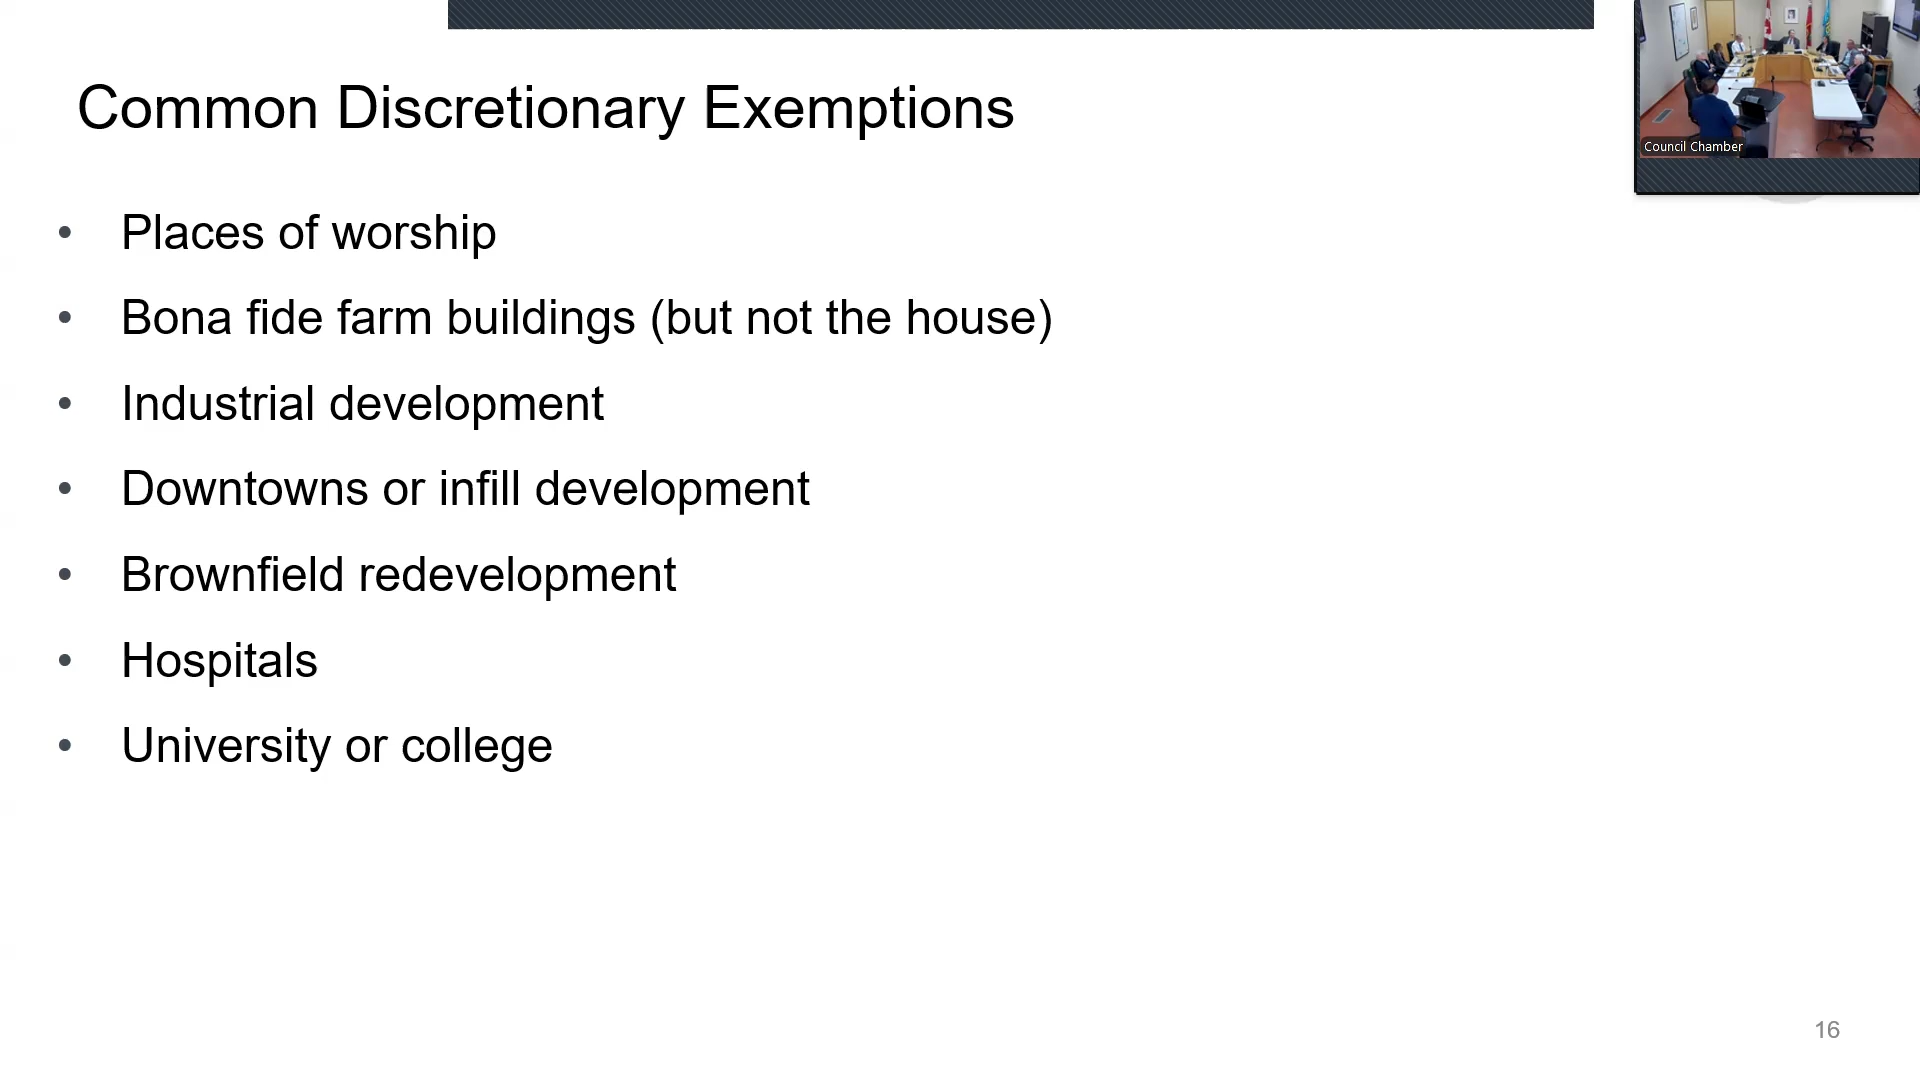 Common Discretionary Exemptions
Council Chamber
• Places of worship
• Bona fide farm buildings (but not the house)
• Industrial development
• Downtowns or infill development
• Brownfield redevelopment
• Hospitals
• University or college
16